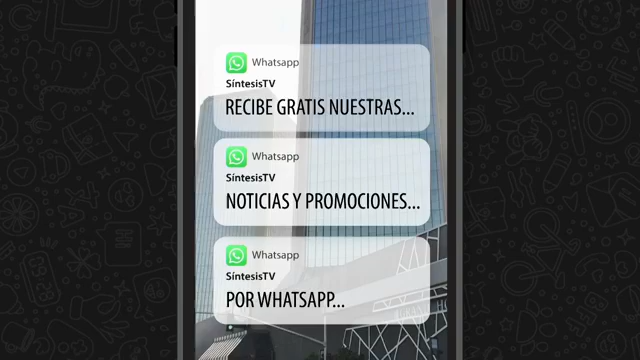 Whatsapp
SíntesisTV
RECIBE GRATIS NUESTRAS...
Whatsapp
SíntesisTV
NOTICIAS Y PROMOCIONES...
Whatsapp
SíntesisTV
POR WHATSAPP...